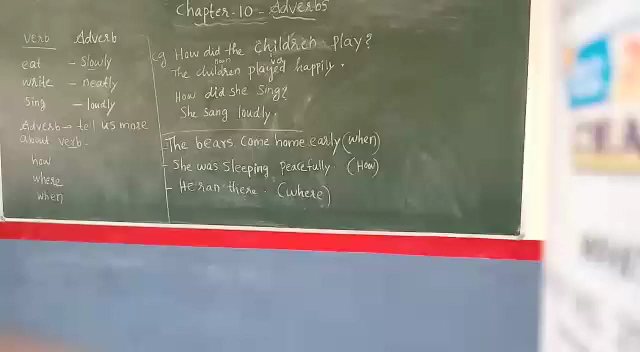 Chapter-10 - Adverbs
verb Adverb
eat - slowly
write - neatly
sing - loudly
Adverb → tell us more
about verb.
how
where
when
eg How did the children play?
noun verb
The children played happily.
How did she sing?
She sang loudly.
- The bears come home early (when)
- She was sleeping peacefully. (How)
- He ran there. (where)